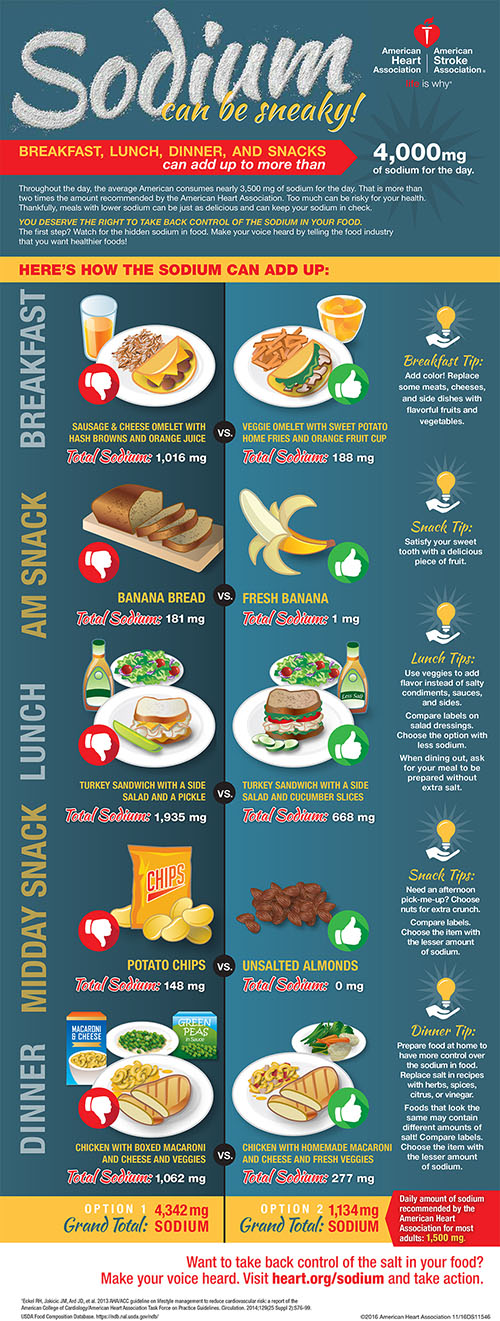 Sodium
can be sneaky!
American Heart Association
American Stroke Association®
life is why®
BREAKFAST, LUNCH, DINNER, AND SNACKS
can add up to more than
4,000mg
of sodium for the day.
Throughout the day, the average American consumes nearly 3,500 mg of sodium for the day. That is more than
two times the amount recommended by the American Heart Association. Too much can be risky for your health.
Thankfully, meals with lower sodium can be just as delicious and can keep your sodium in check.
YOU DESERVE THE RIGHT TO TAKE BACK CONTROL OF THE SODIUM IN YOUR FOOD.
The first step? Watch for the hidden sodium in food. Make your voice heard by telling the food industry
that you want healthier foods!
HERE'S HOW THE SODIUM CAN ADD UP:
BREAKFAST
SAUSAGE & CHEESE OMELET WITH
HASH BROWNS AND ORANGE JUICE
Total Sodium: 1,016 mg
VS.
VEGGIE OMELET WITH SWEET POTATO
HOME FRIES AND ORANGE FRUIT CUP
Total Sodium: 188 mg
Breakfast Tip:
Add color! Replace
some meats, cheeses,
and side dishes with
flavorful fruits and
vegetables.
AM SNACK
BANANA BREAD
Total Sodium: 181 mg
VS.
FRESH BANANA
Total Sodium: 1 mg
Snack Tip:
Satisfy your sweet
tooth with a delicious
piece of fruit.
LUNCH
Less Salt
TURKEY SANDWICH WITH A SIDE
SALAD AND A PICKLE
Total Sodium: 1,935 mg
VS.
TURKEY SANDWICH WITH A SIDE
SALAD AND CUCUMBER SLICES
Total Sodium: 668 mg
Lunch Tips:
Use veggies to add
flavor instead of salty
condiments, sauces,
and sides.
Compare labels on
salad dressings.
Choose the option with
less sodium.
When dining out, ask
for your meal to be
prepared without
extra salt.
MIDDAY SNACK
CHIPS
POTATO CHIPS
Total Sodium: 148 mg
VS.
UNSALTED ALMONDS
Total Sodium: 0 mg
Snack Tips:
Need an afternoon
pick-me-up? Choose
nuts for extra crunch.
Compare labels.
Choose the item with
the lesser amount
of sodium.
DINNER
MACARONI
& CHEESE
GREEN
PEAS
in Sauce
CHICKEN WITH BOXED MACARONI
AND CHEESE AND VEGGIES
Total Sodium: 1,062 mg
VS.
CHICKEN WITH HOMEMADE MACARONI
AND CHEESE AND FRESH VEGGIES
Total Sodium: 277 mg
Dinner Tip:
Prepare food at home to
have more control over
the sodium in food.
Replace salt in recipes
with herbs, spices,
citrus, or vinegar.
Foods that look the
same may contain
different amounts of
salt! Compare labels.
Choose the item with
the lesser amount
of sodium.
OPTION 1 4,342mg
Grand Total: SODIUM
OPTION 2 1,134mg
Grand Total: SODIUM
Daily amount of sodium
recommended by the
American Heart
Association for most
adults: 1,500 mg.
Want to take back control of the salt in your food?
Make your voice heard. Visit heart.org/sodium and take action.
*Eckel RH, Jakicic JM, Ard JD, et al. 2013 AHA/ACC guideline on lifestyle management to reduce cardiovascular risk: a report of the
American College of Cardiology/American Heart Association Task Force on Practice Guidelines. Circulation. 2014;129(25 Suppl 2):S76-99.
USDA Food Composition Database. https://ndb.nal.usda.gov/ndb/
©2016 American Heart Association 11/16DS11546